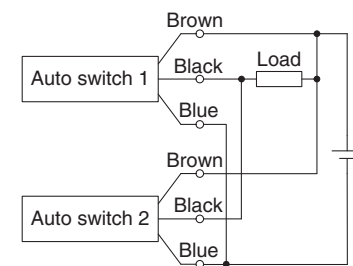 Brown
Auto switch 1
Black
Load
Blue
Brown
Auto switch 2
Black
Blue